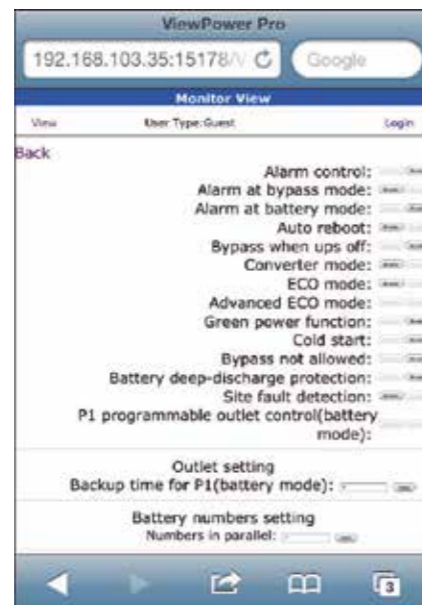 ViewPower Pro
192.168.103.35:15178/V
Google
Monitor View
View User Type:Guest Login
Back
Alarm control:
Alarm at bypass mode:
Alarm at battery mode:
Auto reboot:
Bypass when ups off:
Converter mode:
ECO mode:
Advanced ECO mode:
Green power function:
Cold start:
Bypass not allowed:
Battery deep-discharge protection:
Site fault detection:
P1 programmable outlet control(battery
mode):
Outlet setting
Backup time for P1(battery mode):
Battery numbers setting
Numbers in parallel:
3